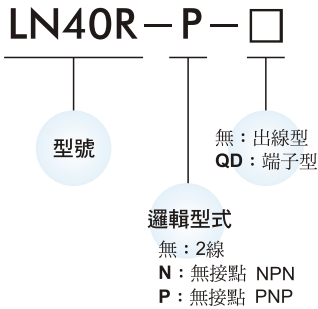 LN40R－P－□
型號
無：出線型
QD：端子型
邏輯型式
無：2線
N：無接點 NPN
P：無接點 PNP